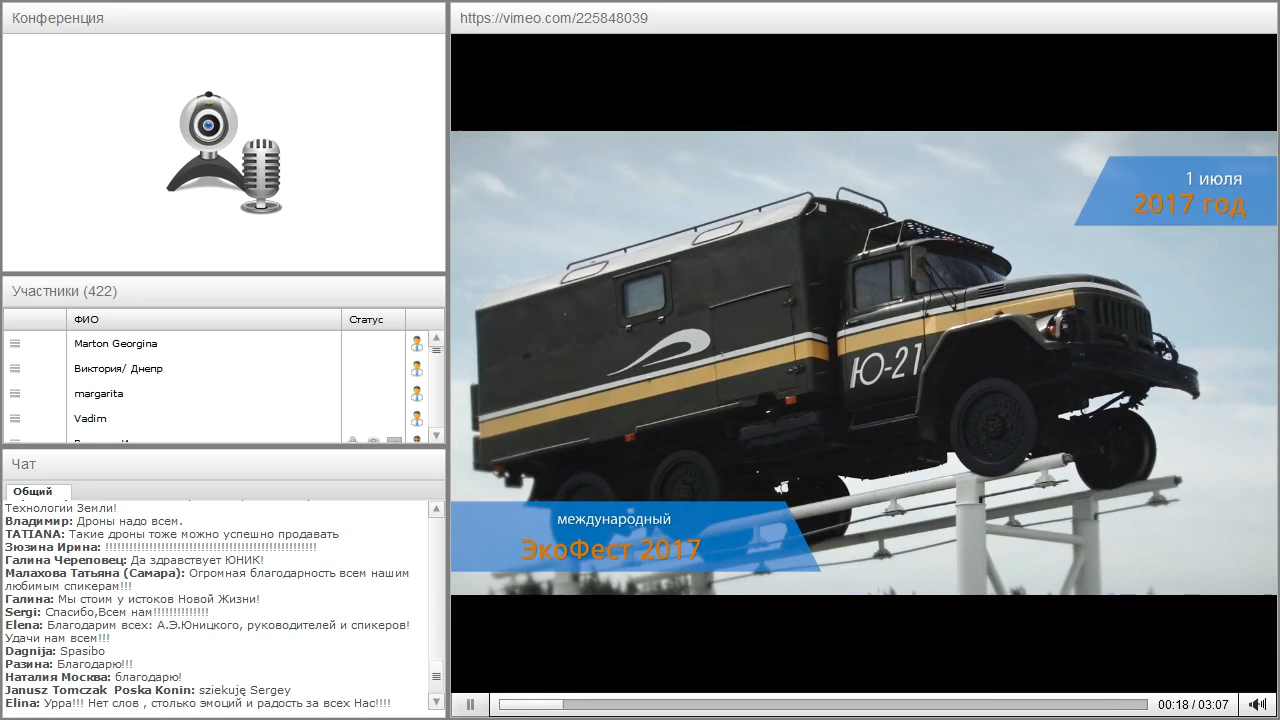 Конференция
https://vimeo.com/225848039
1 июля
2017 год
Ю-21
международный
ЭкоФест 2017
00:18 / 03:07
Участники (422)
ФИО Статус
Marton Georgina
Виктория/ Днепр
margarita
Vadim
Чат
Общий
Технологии Земли!
Владимир: Дроны надо всем.
TATIANA: Такие дроны тоже можно успешно продавать
Зюзина Ирина: !!!!!!!!!!!!!!!!!!!!!!!!!!!!!!!!!!!!!!!!!!!!!!!!!!!!!
Галина Череповец: Да здравствует ЮНИК!
Малахова Татьяна (Самара): Огромная благодарность всем нашим
любимым спикерам!!!
Галина: Мы стоим у истоков Новой Жизни!
Sergi: Спасибо,Всем нам!!!!!!!!!!!!!!
Elena: Благодарим всех: А.Э.Юницкого, руководителей и спикеров!
Удачи нам всем!!!
Dagnija: Spasibo
Разина: Благодарю!!!
Наталия Москва: благодарю!
Janusz Tomczak Poska Konin: sziekuję Sergey
Elina: Урра!!! Нет слов , столько эмоций и радость за всех Нас!!!!